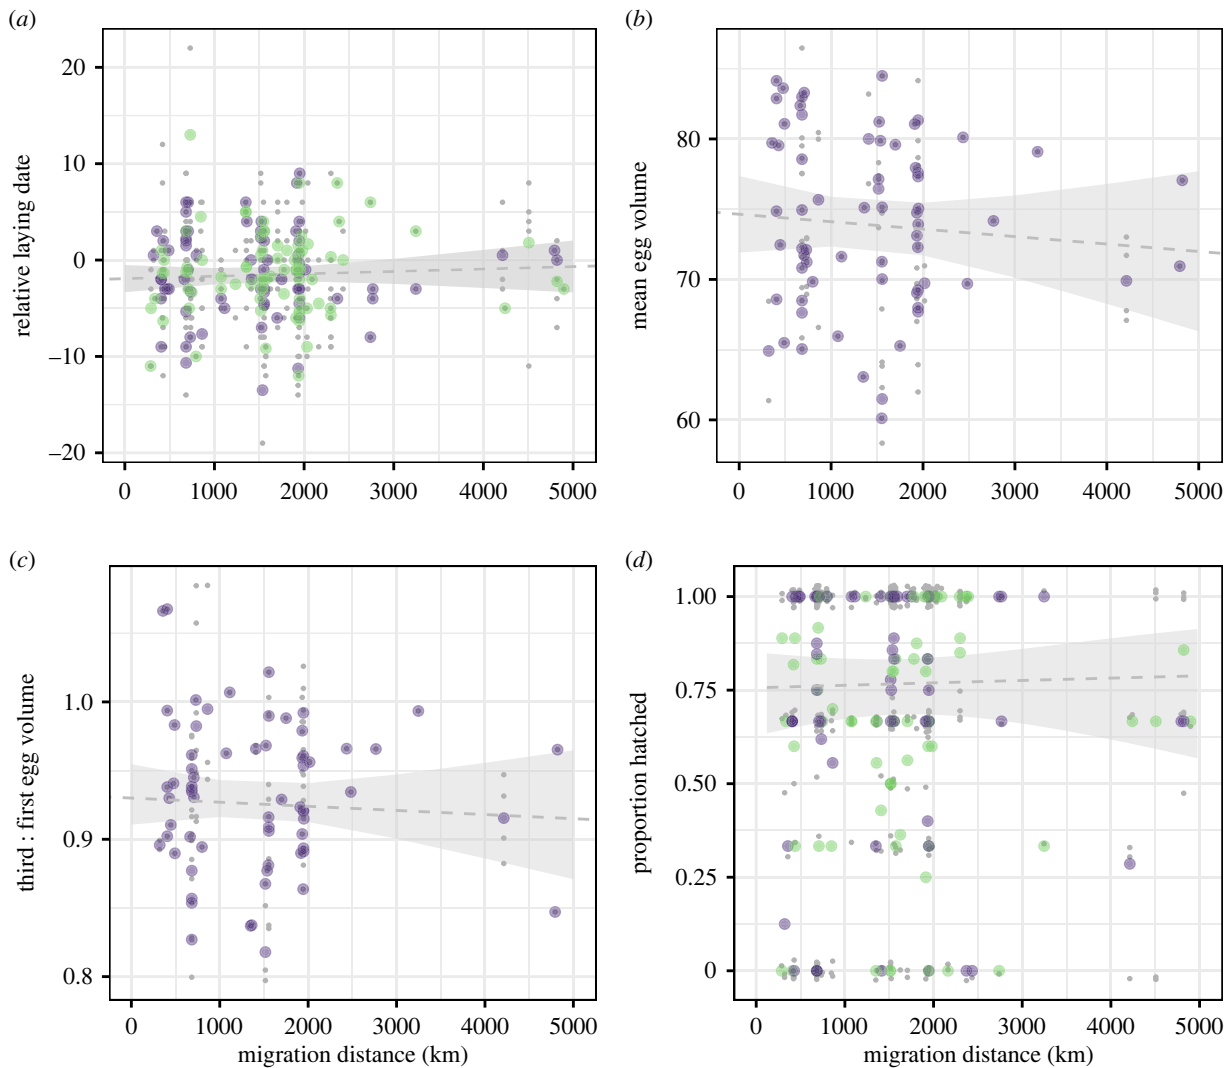 (a)
relative laying date
20
10
0
–10
–20
0 1000 2000 3000 4000 5000
(b)
mean egg volume
80
70
60
0 1000 2000 3000 4000 5000
(c)
third : first egg volume
1.0
0.9
0.8
0 1000 2000 3000 4000 5000
migration distance (km)
(d)
proportion hatched
1.00
0.75
0.50
0.25
0
0 1000 2000 3000 4000 5000
migration distance (km)